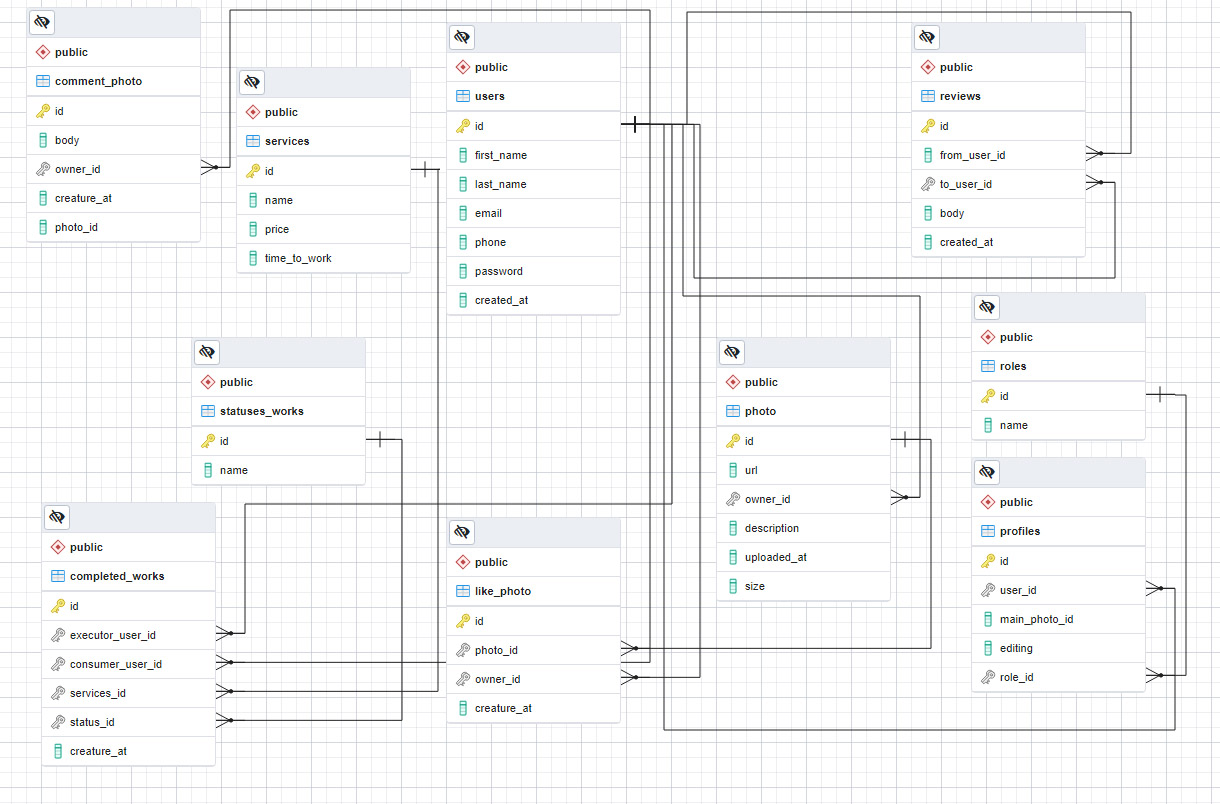 public
comment_photo
id
body
owner_id
creature_at
photo_id
public
services
id
name
price
time_to_work
public
users
id
first_name
last_name
email
phone
password
created_at
public
reviews
id
from_user_id
to_user_id
body
created_at
public
statuses_works
id
name
public
photo
id
url
owner_id
description
uploaded_at
size
public
roles
id
name
public
completed_works
id
executor_user_id
consumer_user_id
services_id
status_id
creature_at
public
like_photo
id
photo_id
owner_id
creature_at
public
profiles
id
user_id
main_photo_id
editing
role_id